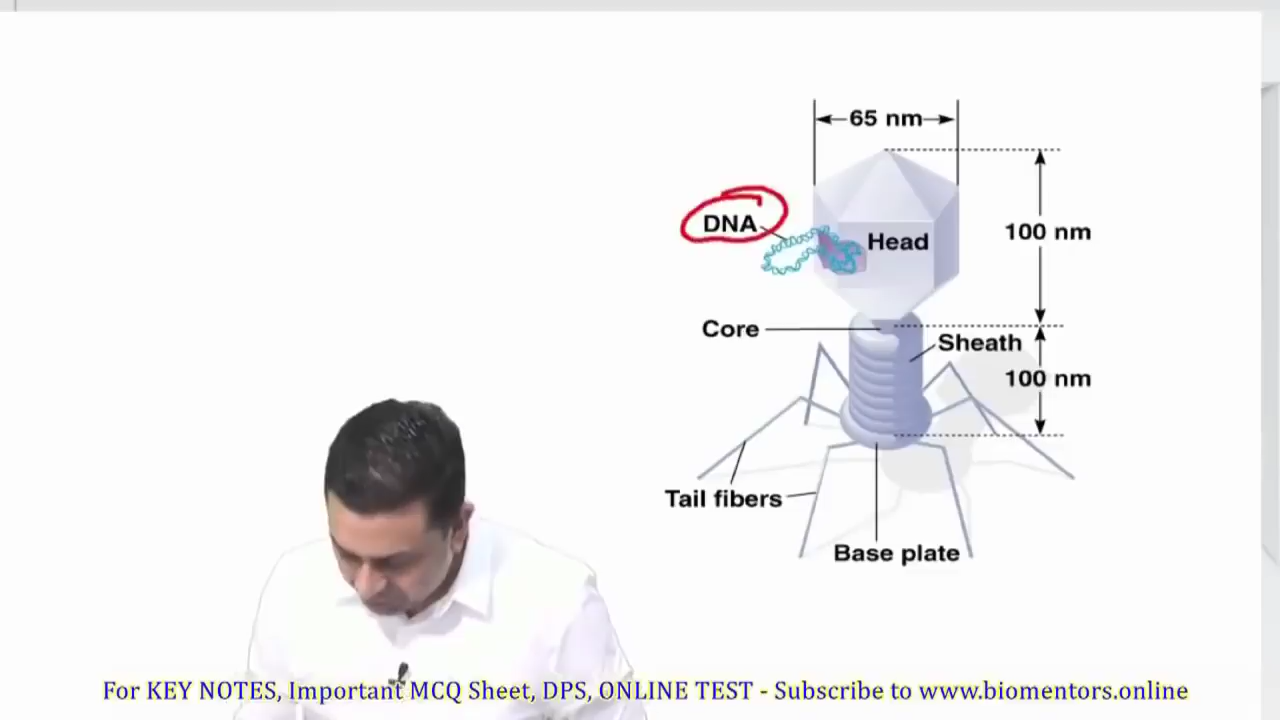 65 nm
DNA
Head
100 nm
Core
Sheath
100 nm
Tail fibers
Base plate
For KEY NOTES, Important MCQ Sheet, DPS, ONLINE TEST - Subscribe to www.biomentors.online